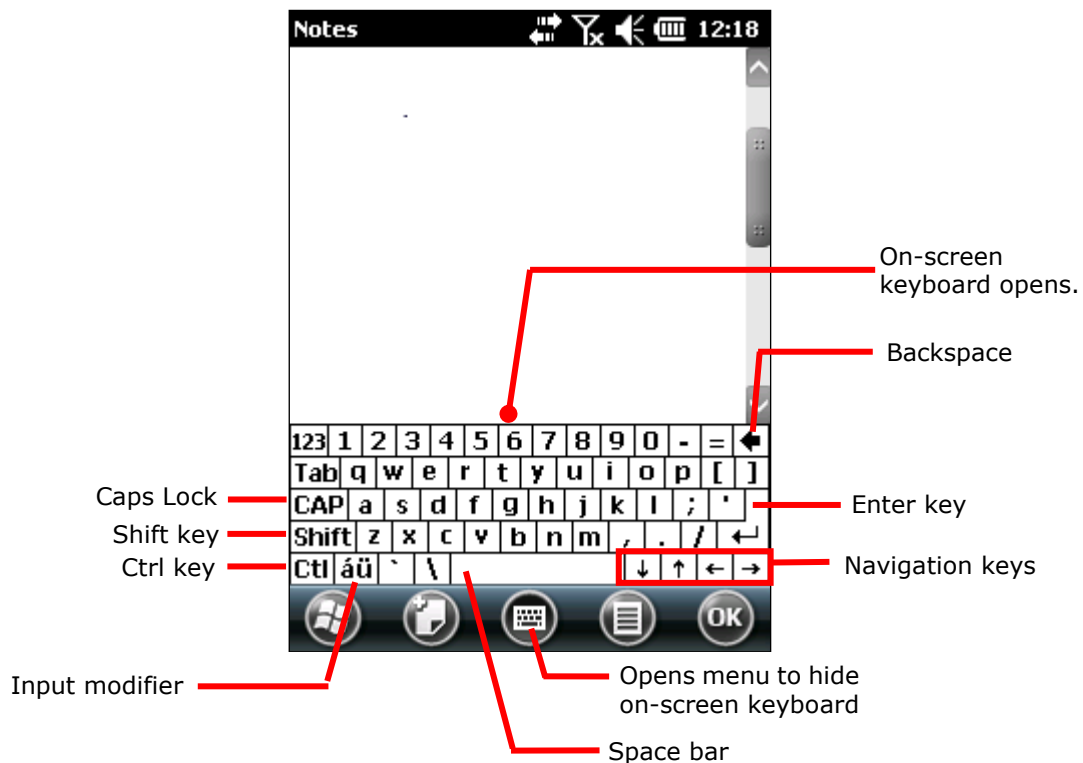 Notes 12:18
On-screen
keyboard opens.
Backspace
123 1 2 3 4 5 6 7 8 9 0 - = 🡄
Tab q w e r t y u i o p [ ]
Caps Lock CAP a s d f g h j k l ; ' Enter key
Shift key Shift z x c v b n m , . / ↵
Ctrl key Ctl áü ` \ ↓ ↑ ← → Navigation keys
OK
Input modifier
Opens menu to hide
on-screen keyboard
Space bar